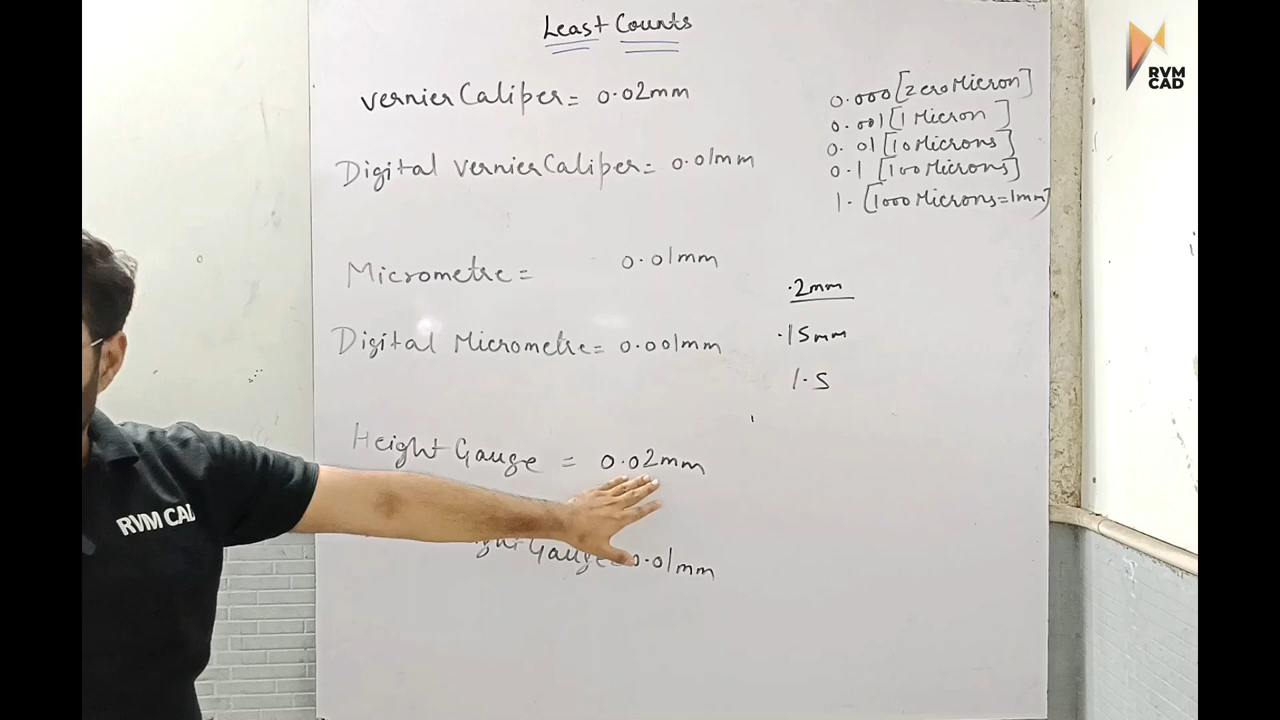 Least Counts
Vernier Caliper = 0.02mm
Digital Vernier Caliper = 0.01mm
Micrometre = 0.01mm
Digital Micrometre = 0.001mm
Height Gauge = 0.02mm
Gauge 0.01mm
0.000 [zero Micron]
0.001 [1 Micron ]
0.01 [10 Microns]
0.1 [100 Microns]
1. [1000 Microns=1mm]
.2mm
.15mm
1.5
RVM CAD
RVM
CAD